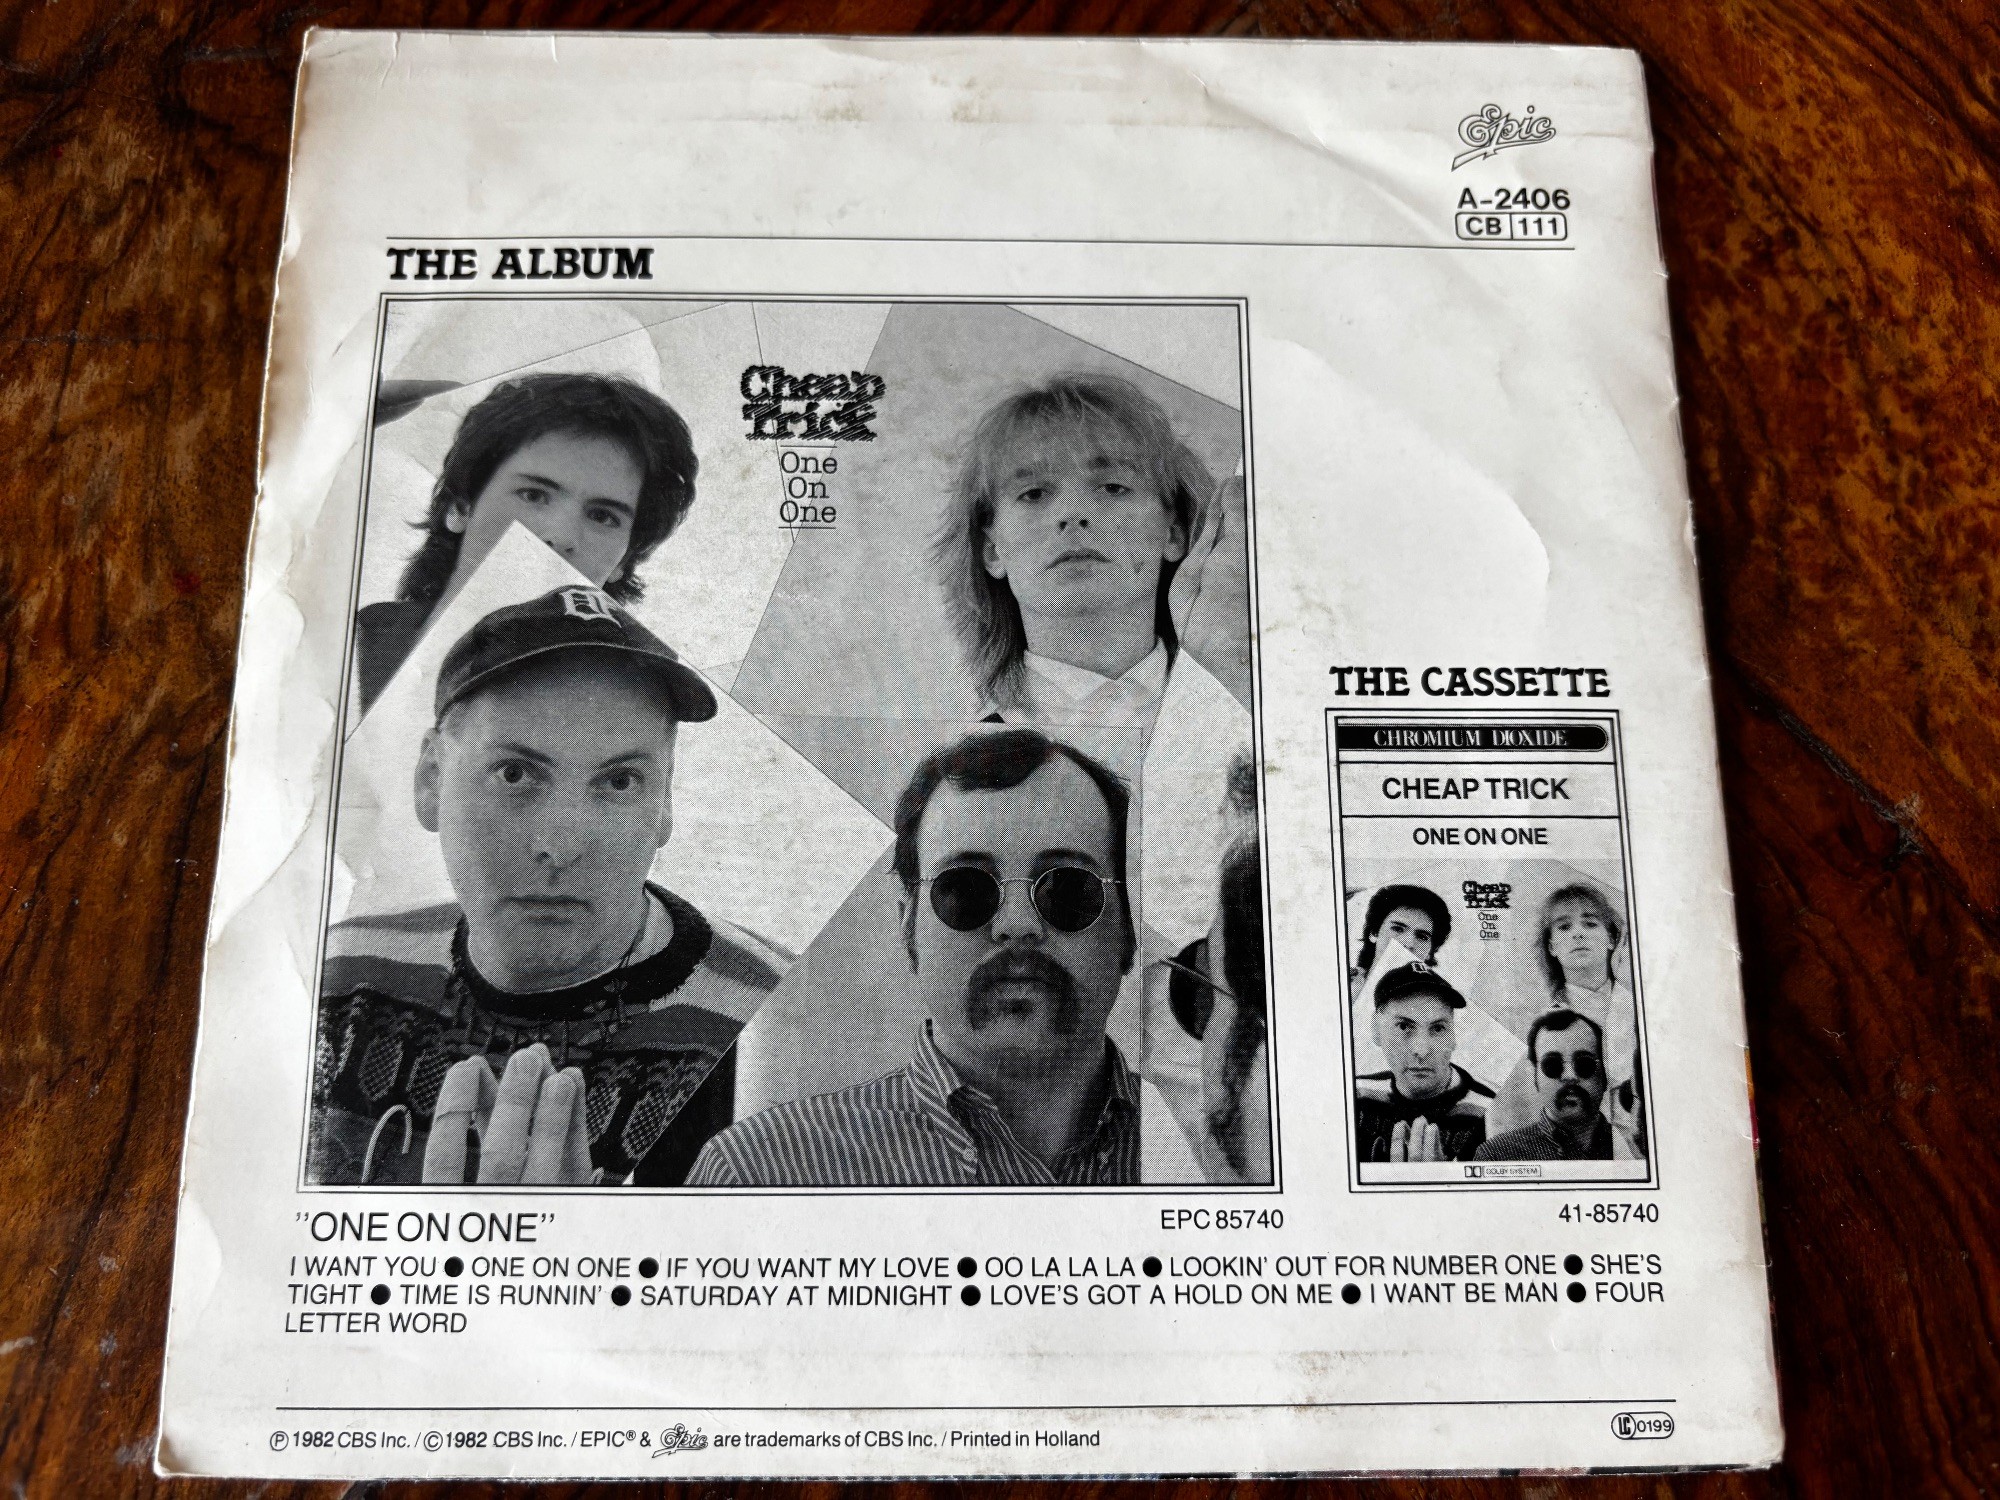 Epic
A-2406
CB 111
THE ALBUM
Cheap
Trick
One
On
One
THE CASSETTE
CHROMIUM DIOXIDE
CHEAP TRICK
ONE ON ONE
Cheap
Trick
One
On
One
DOLBY SYSTEM
"ONE ON ONE"
EPC 85740
41-85740
I WANT YOU ● ONE ON ONE ● IF YOU WANT MY LOVE ● OO LA LA LA ● LOOKIN' OUT FOR NUMBER ONE ● SHE'S
TIGHT ● TIME IS RUNNIN' ● SATURDAY AT MIDNIGHT ● LOVE'S GOT A HOLD ON ME ● I WANT BE MAN ● FOUR
LETTER WORD
℗ 1982 CBS Inc. / © 1982 CBS Inc. / EPIC® & Epic are trademarks of CBS Inc. / Printed in Holland
LC 0199